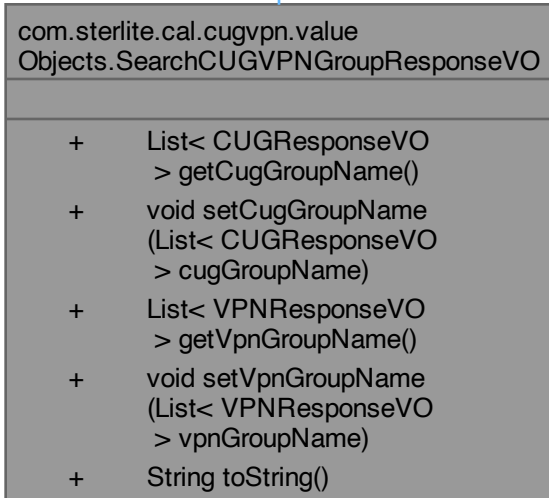 com.sterlite.cal.cugvpn.value
Objects.SearchCUGVPNGroupResponseVO
+ List< CUGResponseVO
> getCugGroupName()
+ void setCugGroupName
(List< CUGResponseVO
> cugGroupName)
+ List< VPNResponseVO
> getVpnGroupName()
+ void setVpnGroupName
(List< VPNResponseVO
> vpnGroupName)
+ String toString()